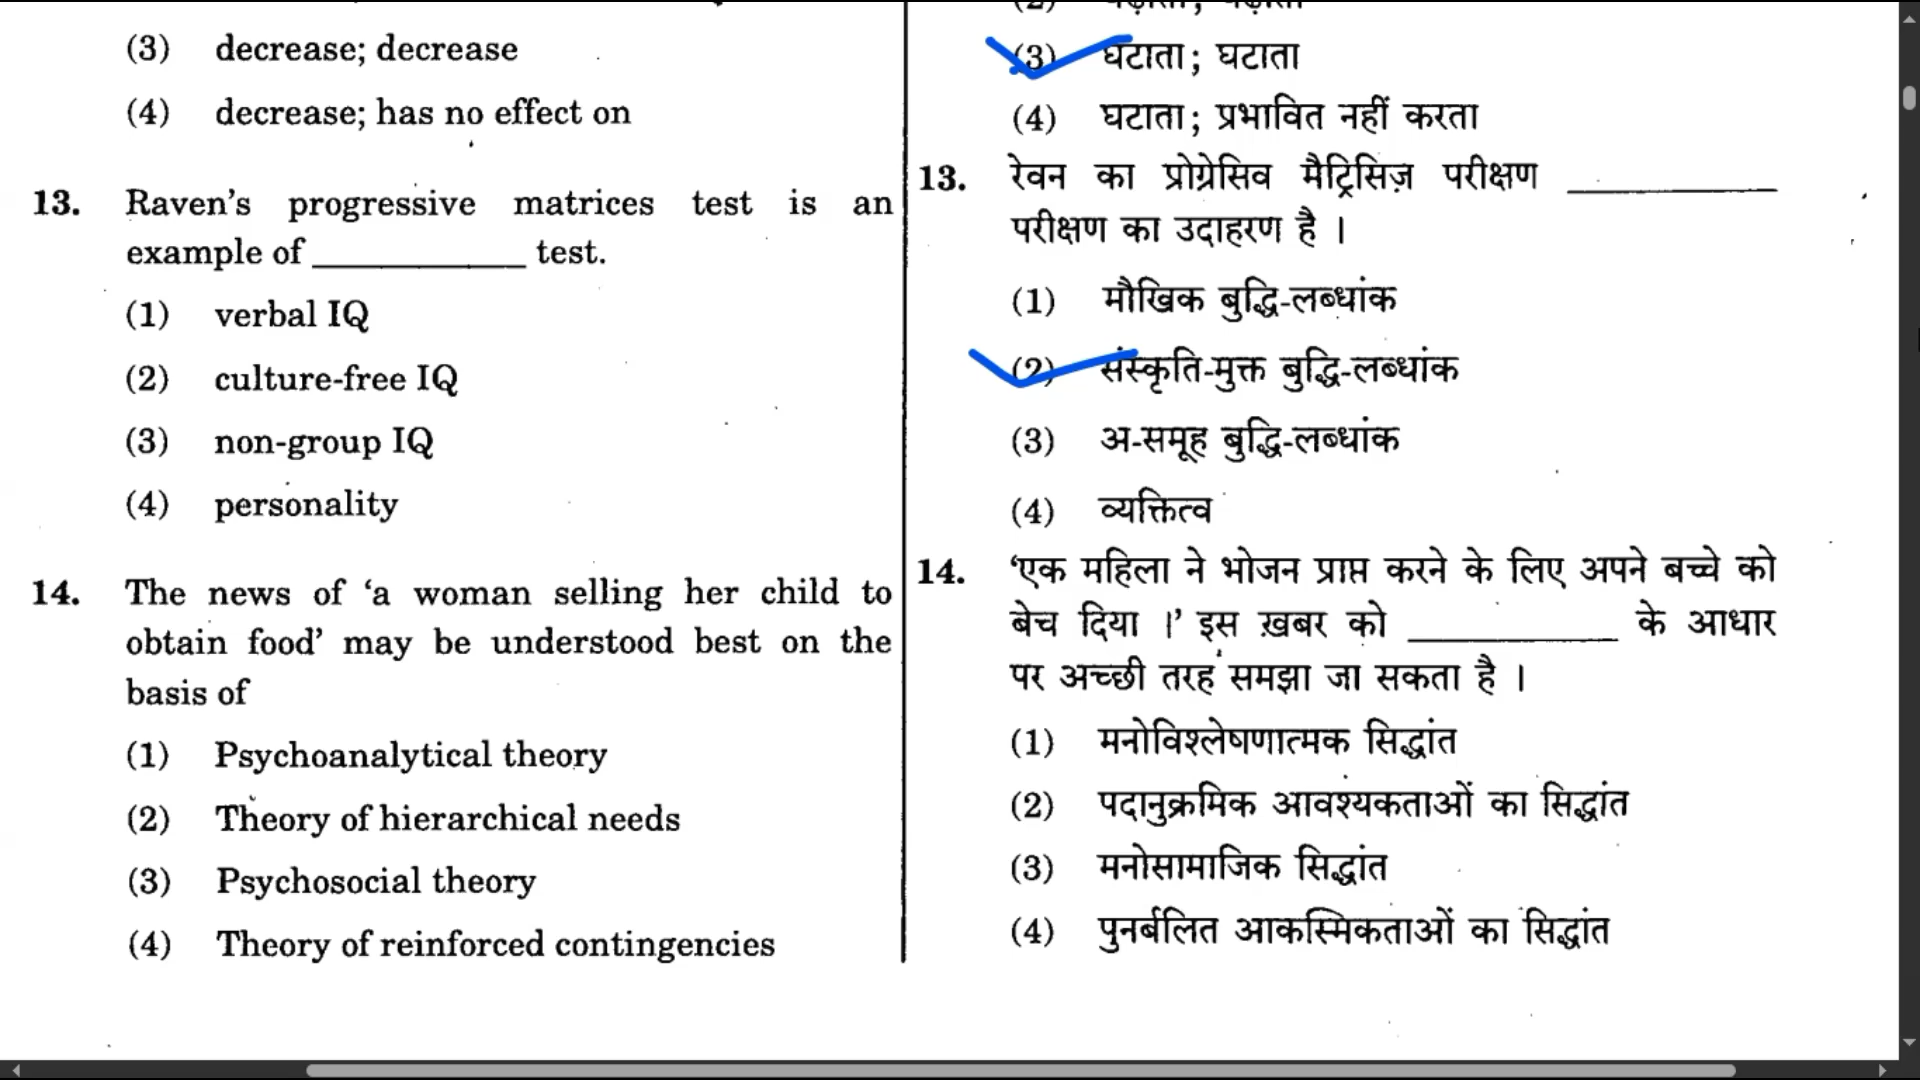 (3) decrease; decrease
(4) decrease; has no effect on
13. Raven's progressive matrices test is an
example of ____________ test.
(1) verbal IQ
(2) culture-free IQ
(3) non-group IQ
(4) personality
14. The news of ‘a woman selling her child to
obtain food’ may be understood best on the
basis of
(1) Psychoanalytical theory
(2) Theory of hierarchical needs
(3) Psychosocial theory
(4) Theory of reinforced contingencies
(3) घटाता; घटाता
(4) घटाता; प्रभावित नहीं करता
13. रेवन का प्रोग्रेसिव मैट्रिसिज़ परीक्षण ____________
परीक्षण का उदाहरण है ।
(1) मौखिक बुद्धि-लब्धांक
(2) संस्कृति-मुक्त बुद्धि-लब्धांक
(3) अ-समूह बुद्धि-लब्धांक
(4) व्यक्तित्व
14. ‘एक महिला ने भोजन प्राप्त करने के लिए अपने बच्चे को
बेच दिया ।’ इस ख़बर को ____________ के आधार
पर अच्छी तरह समझा जा सकता है ।
(1) मनोविश्लेषणात्मक सिद्धांत
(2) पदानुक्रमिक आवश्यकताओं का सिद्धांत
(3) मनोसामाजिक सिद्धांत
(4) पुनर्बलित आकस्मिकताओं का सिद्धांत